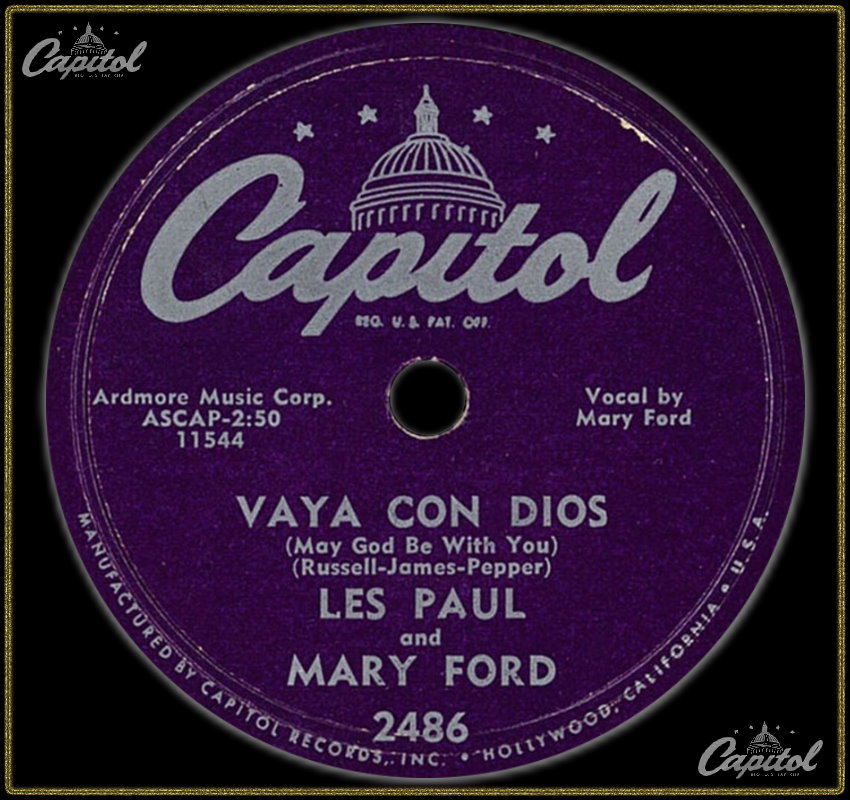 Capitol
Capitol
REG. U.S. PAT. OFF.
Ardmore Music Corp.
ASCAP-2:50
11544
Vocal by
Mary Ford
VAYA CON DIOS
(May God Be With You)
(Russell-James-Pepper)
LES PAUL
and
MARY FORD
2486
MANUFACTURED BY CAPITOL RECORDS, INC. • HOLLYWOOD, CALIFORNIA • U.S.A.
Capitol